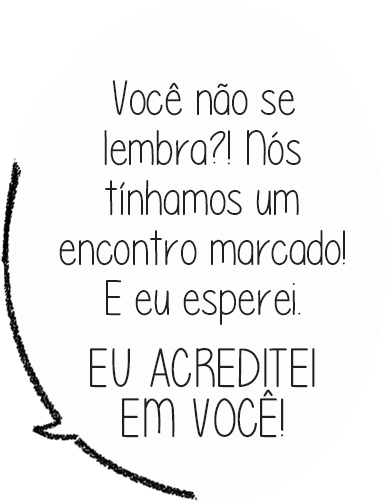 Você não se
lembra?! Nós
tínhamos um
encontro marcado!
E eu esperei.
EU ACREDITEI
EM VOCÊ!